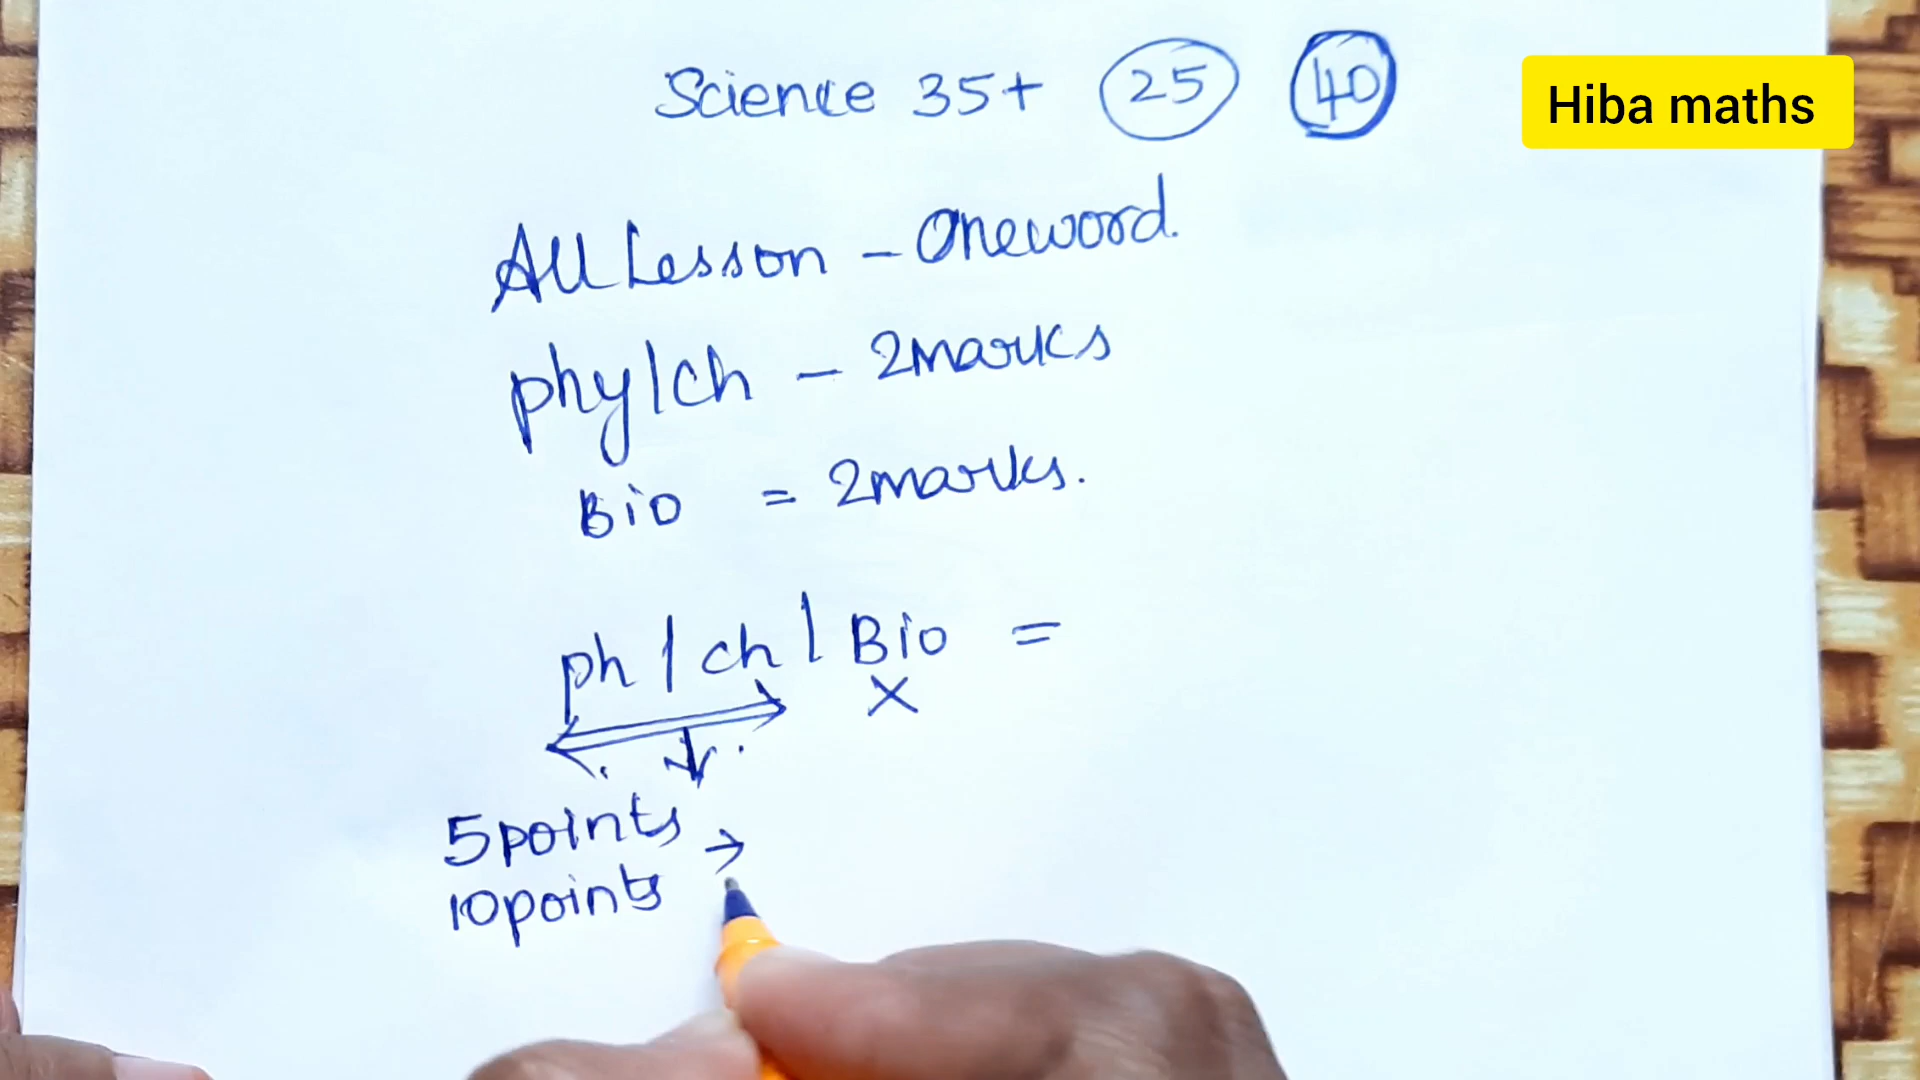 Science 35+ 25 40
Hiba maths
All Lesson - Oneword.
phy/ch - 2marks
Bio = 2marks.
ph / ch / Bio =
x
5points →
10points